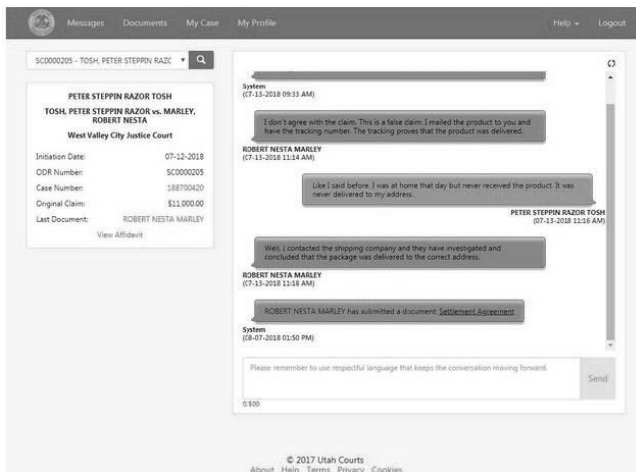 Messages Documents My Case My Profile Help Logout
SC0000205 - TOSH, PETER STEPPIN RAZC
PETER STEPPIN RAZOR TOSH
TOSH, PETER STEPPIN RAZOR vs. MARLEY,
ROBERT NESTA
West Valley City Justice Court
Initiation Date: 07-12-2018
ODR Number: SC0000205
Case Number: 188700420
Original Claim: $11,000.00
Last Document: ROBERT NESTA MARLEY
View Affidavit
System
(07-13-2018 09:33 AM)
I don't agree with the claim. This is a false claim. I mailed the product to you and
have the tracking number. The tracking proves that the product was delivered.
ROBERT NESTA MARLEY
(07-13-2018 11:14 AM)
Like I said before. I was at home that day but never received the product. It was
never delivered to my address.
PETER STEPPIN RAZOR TOSH
(07-13-2018 11:16 AM)
Well, I contacted the shipping company and they have investigated and
concluded that the package was delivered to the correct address.
ROBERT NESTA MARLEY
(07-13-2018 11:18 AM)
ROBERT NESTA MARLEY has submitted a document: Settlement Agreement
System
(08-07-2018 01:50 PM)
Please remember to use respectful language that keeps the conversation moving forward.
Send
0/500
© 2017 Utah Courts
About Help Terms Privacy Cookies